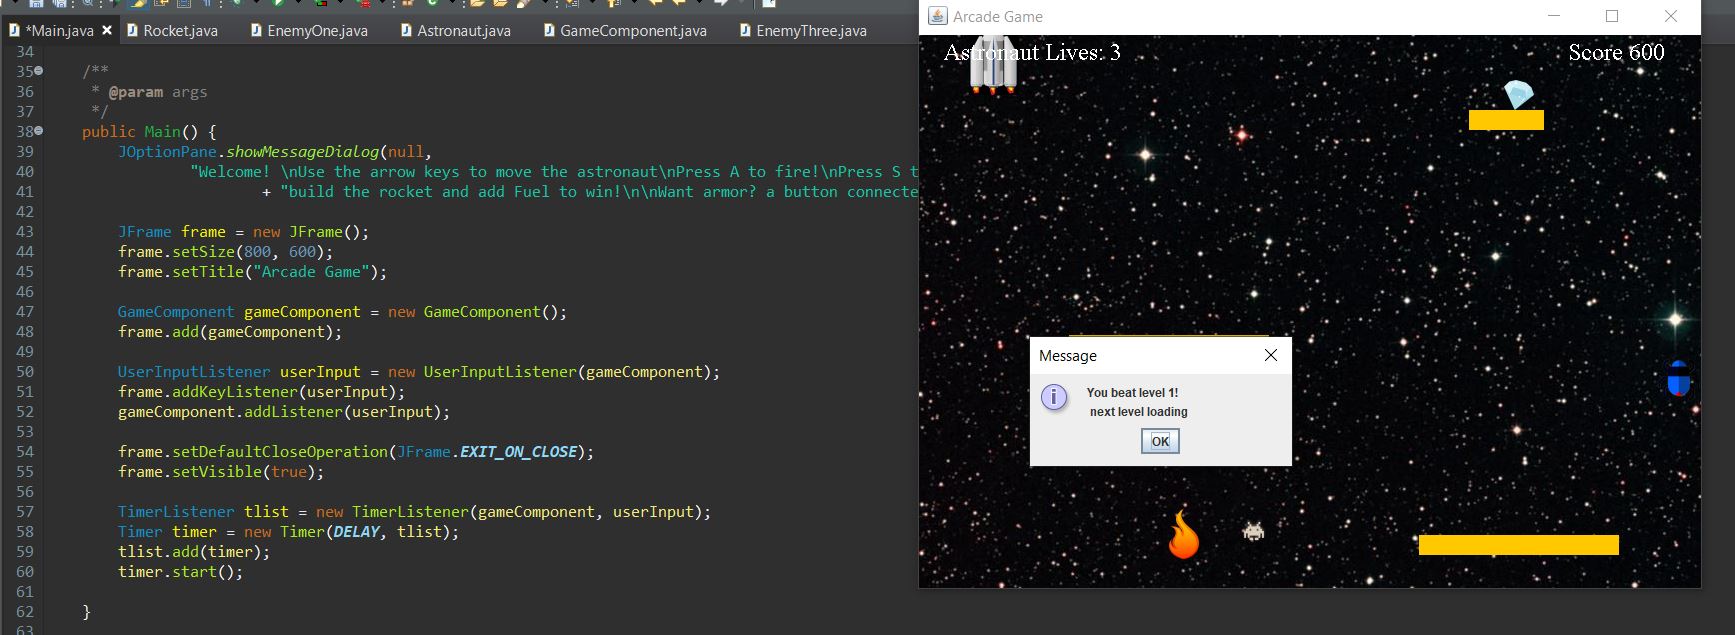 *Main.java
Rocket.java
EnemyOne.java
Astronaut.java
GameComponent.java
EnemyThree.java
34
35 /**
36 * @param args
37 */
38 public Main() {
39 JOptionPane.showMessageDialog(null,
40 "Welcome! \nUse the arrow keys to move the astronaut\nPress A to fire!\nPress S t
41 + "build the rocket and add Fuel to win!\n\nWant armor? a button connecte
42
43 JFrame frame = new JFrame();
44 frame.setSize(800, 600);
45 frame.setTitle("Arcade Game");
46
47 GameComponent gameComponent = new GameComponent();
48 frame.add(gameComponent);
49
50 UserInputListener userInput = new UserInputListener(gameComponent);
51 frame.addKeyListener(userInput);
52 gameComponent.addListener(userInput);
53
54 frame.setDefaultCloseOperation(JFrame.EXIT_ON_CLOSE);
55 frame.setVisible(true);
56
57 TimerListener tlist = new TimerListener(gameComponent, userInput);
58 Timer timer = new Timer(DELAY, tlist);
59 tlist.add(timer);
60 timer.start();
61
62 }
63
Arcade Game
Astronaut Lives: 3
Score 600
Message
You beat level 1!
next level loading
OK